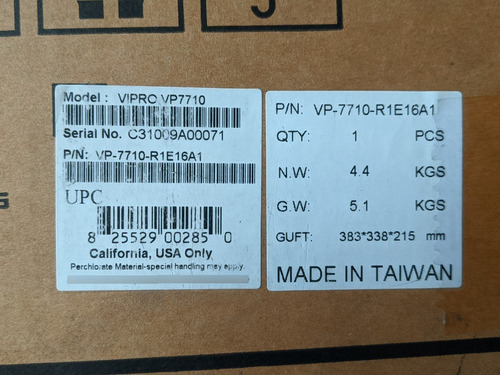 Model : VIPRO VP7710
Serial No. C31009A00071
P/N: VP-7710-R1E16A1
UPC
8 25529 00285 0
California, USA Only
Perchlorate Material-special handling may apply.
P/N: VP-7710-R1E16A1
QTY: 1 PCS
N.W: 4.4 KGS
G.W: 5.1 KGS
GUFT: 383*338*215 mm
MADE IN TAIWAN